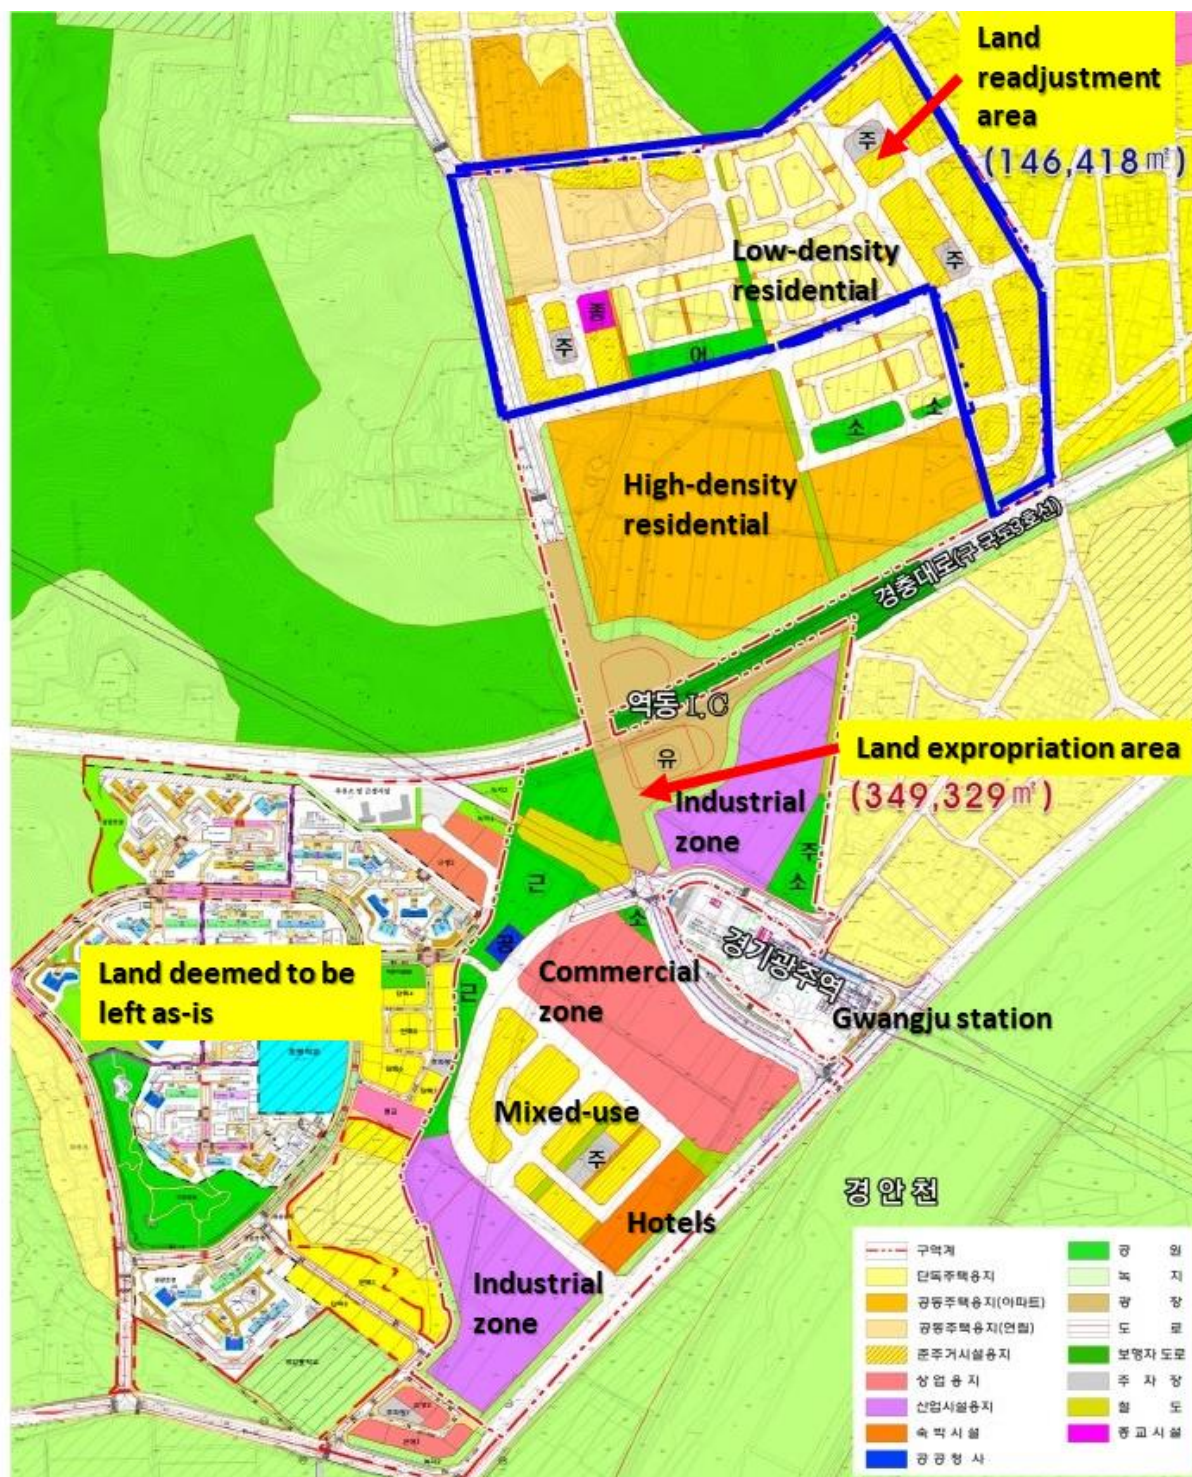 Land
readjustment
area
(146,418㎡)
주
Low-density
residential
주
종
주
어
소
소
High-density
residential
경충대로(구 국도3호선)
역동 I.C
유
Land expropriation area
(349,329㎡)
Industrial
zone
주
소
근
소
공
근
경기광주역
Gwangju station
Commercial
zone
Land deemed to be
left as-is
Mixed-use
주
Hotels
Industrial
zone
종교
경안천
구역계
단독주택용지
공동주택용지(아파트)
공동주택용지(연립)
준주거시설용지
상업용지
산업시설용지
숙박시설
공공청사
공 원
녹 지
광 장
도 로
보행자도로
주 차 장
철 도
종교시설